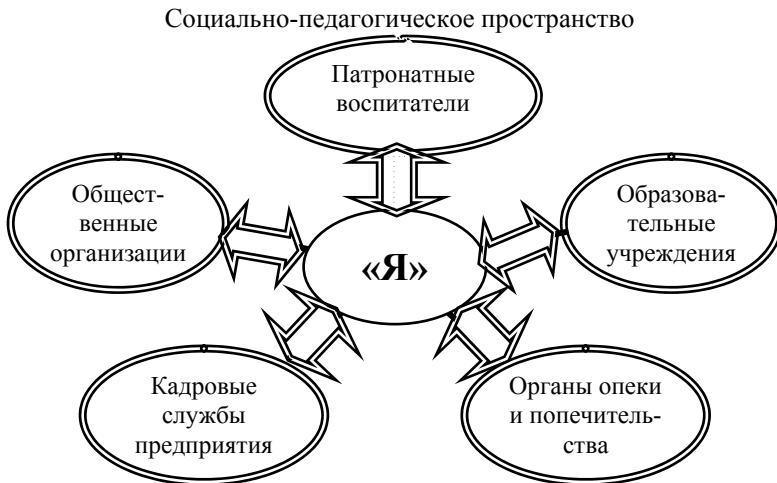 Социально-педагогическое пространство
Патронатные
воспитатели
Общест-
венные
организации
Образова-
тельные
учреждения
«Я»
Кадровые
службы
предприятия
Органы опеки
и попечитель-
ства